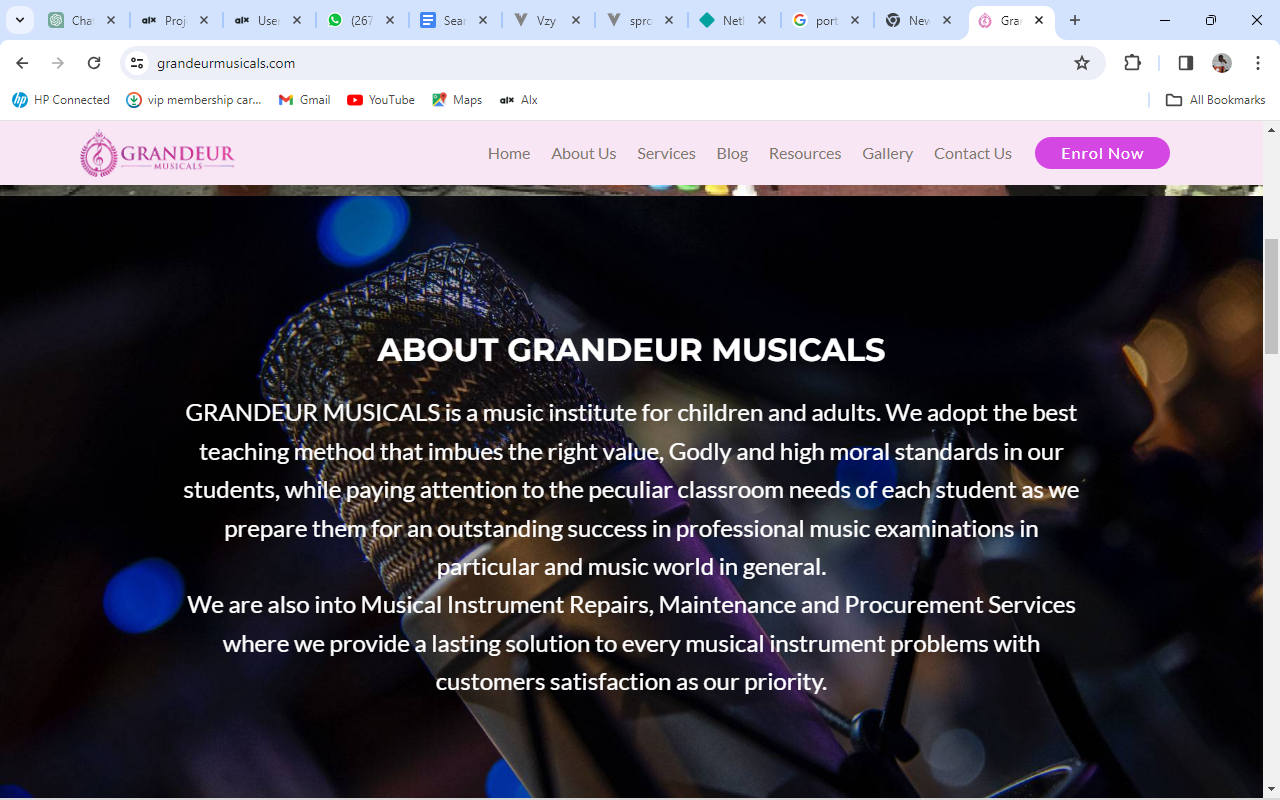 Chat
alx Proj
alx User
(267
Sear
Vzy
spro
Netl
port
New
Gran
grandeurmusicals.com
hp HP Connected
vip membership car...
Gmail
YouTube
Maps
alx Alx
All Bookmarks
GRANDEUR
MUSICALS
Home
About Us
Services
Blog
Resources
Gallery
Contact Us
Enrol Now
ABOUT GRANDEUR MUSICALS
GRANDEUR MUSICALS is a music institute for children and adults. We adopt the best
teaching method that imbues the right value, Godly and high moral standards in our
students, while paying attention to the peculiar classroom needs of each student as we
prepare them for an outstanding success in professional music examinations in
particular and music world in general.
We are also into Musical Instrument Repairs, Maintenance and Procurement Services
where we provide a lasting solution to every musical instrument problems with
customers satisfaction as our priority.